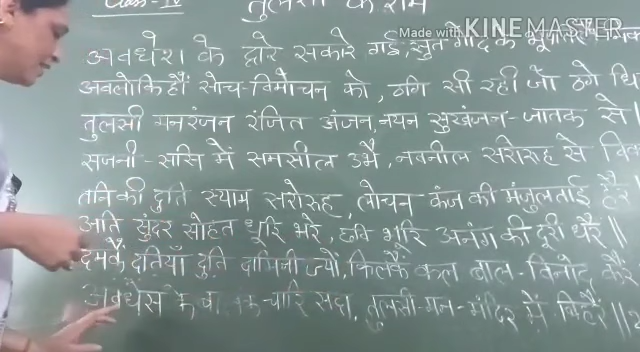 Class - IV तुलसी के राम
Made with KINEMASTER
अवधेश के द्वारे सकारे गई, सुत गोद के भूपति
अवलोकि हौं सोच-विमोचन को, ठगि सी रही जो ठगे धि
तुलसी मनरंजन रंजित अंजन, नयन सुखंजन-जातक से।
सजनी-ससि में समसील उभै, नवनील सरोरुह से बि
तन की दुति स्याम सरोरुह, लोचन कंज की मंजुलताई हरैं।
अति सुंदर सोहत धूरि भरे, छवि भूरि अनंग की दूरी धरैं॥
दमकैं दतियाँ दुति दामिनी ज्यों, किलकैं कल बाल-विनोद करैं
अवधेस के चारि सदा, तुलसी-मन-मंदिर में बिहरैं॥